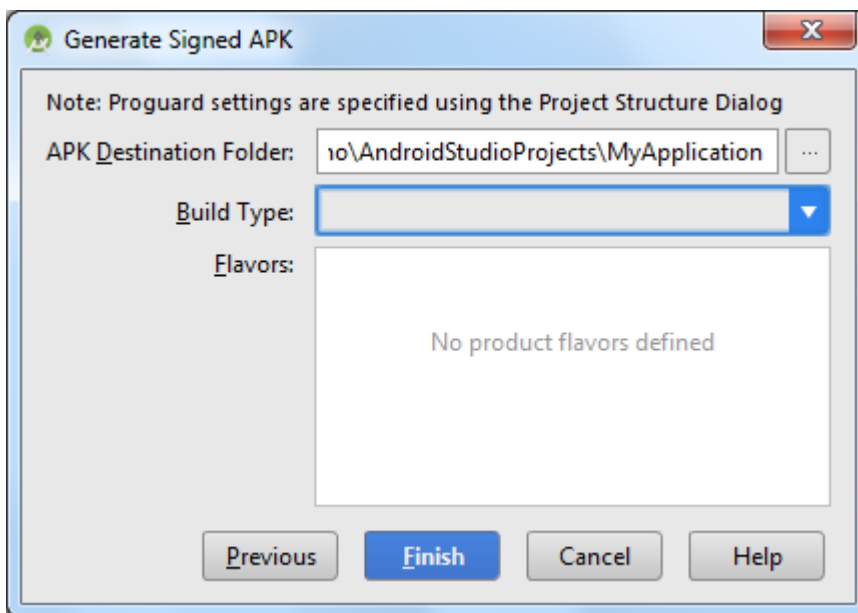 Generate Signed APK
Note: Proguard settings are specified using the Project Structure Dialog
APK Destination Folder: \AndroidStudioProjects\MyApplication ...
Build Type:
Flavors:
No product flavors defined
Previous Finish Cancel Help